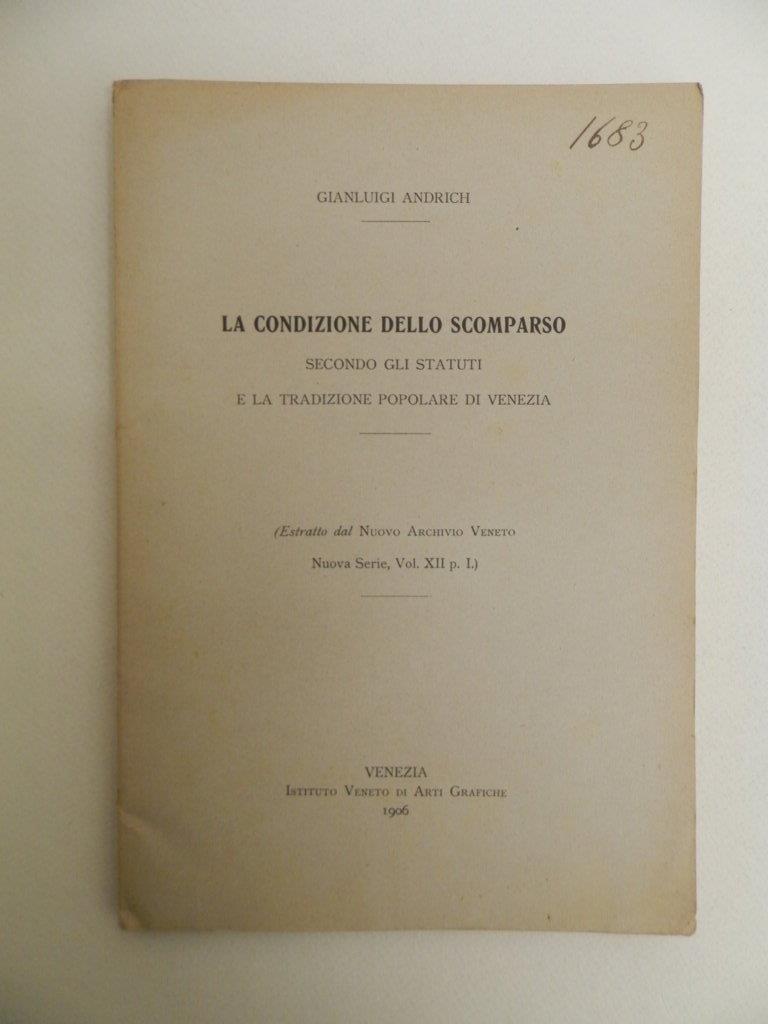 1683
GIANLUIGI ANDRICH
LA CONDIZIONE DELLO SCOMPARSO
SECONDO GLI STATUTI
E LA TRADIZIONE POPOLARE DI VENEZIA
(Estratto dal NUOVO ARCHIVIO VENETO
Nuova Serie, Vol. XII p. I.)
VENEZIA
ISTITUTO VENETO DI ARTI GRAFICHE
1906